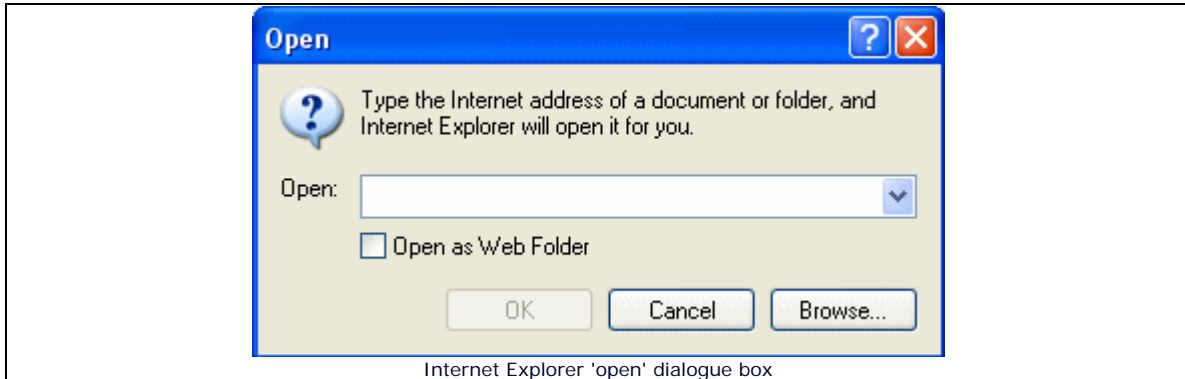 Open
Type the Internet address of a document or folder, and
Internet Explorer will open it for you.
Open:
Open as Web Folder
OK Cancel Browse...
Internet Explorer 'open' dialogue box